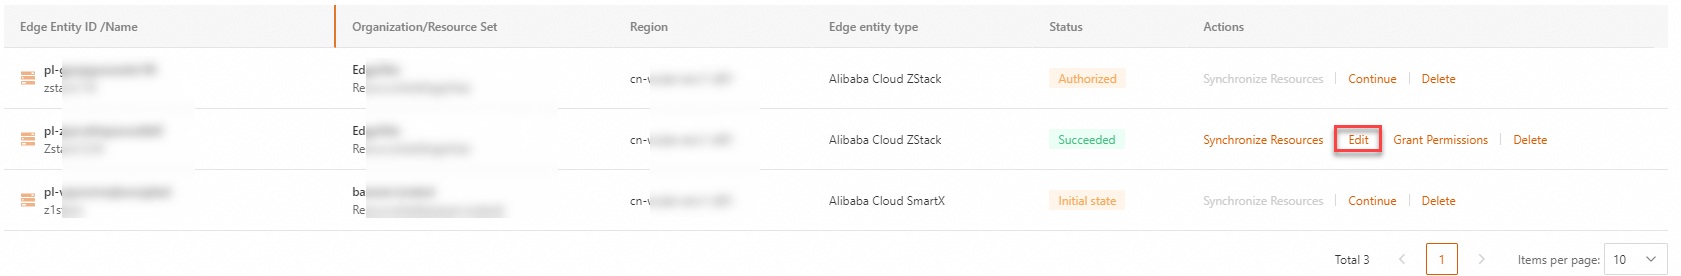 Edge Entity ID /Name Organization/Resource Set Region Edge entity type Status Actions
pl- Ed cn- Alibaba Cloud ZStack Authorized Synchronize Resources Continue Delete
zsta Re
pl-z Ed cn- Alibaba Cloud ZStack Succeeded Synchronize Resources Edit Grant Permissions Delete
Zst Re
pl- ba cn- Alibaba Cloud SmartX Initial state Synchronize Resources Continue Delete
z1s Re
Total 3 < 1 > Items per page: 10